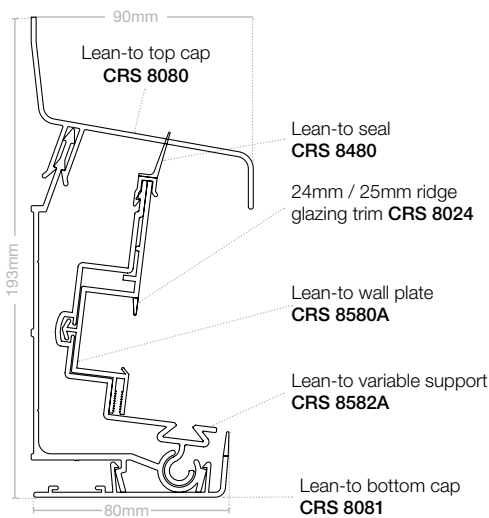 90mm
Lean-to top cap
CRS 8080
Lean-to seal
CRS 8480
24mm / 25mm ridge
glazing trim CRS 8024
193mm
Lean-to wall plate
CRS 8580A
Lean-to variable support
CRS 8582A
Lean-to bottom cap
CRS 8081
80mm